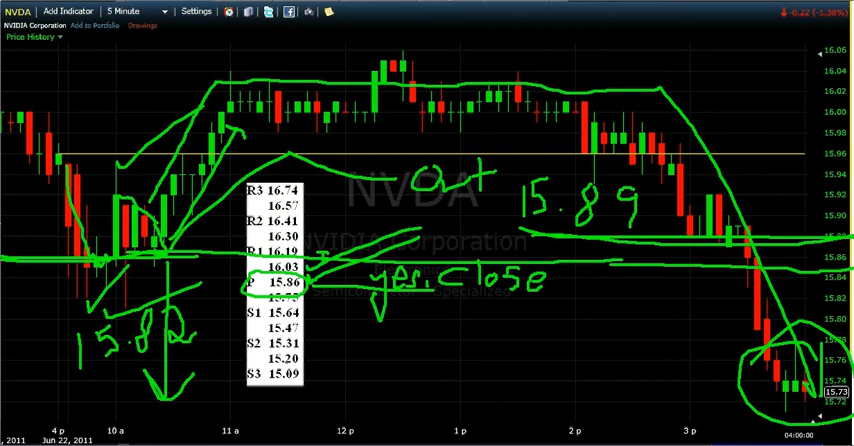 NVDA Add Indicator 5 Minute Settings -0.22 (-1.38%)
NVIDIA Corporation Add to Portfolio Drawings
Price History
16.06
16.04
16.02
16.00
15.98
15.96
15.94
15.92
15.90
15.88
15.86
15.84
15.82
15.80
15.78
15.76
15.74
15.73
15.72
NVDA
NVIDIA Corporation
Out
15.89
yes. close
15.82
R3 16.74
16.57
R2 16.41
16.30
R1 16.19
16.03
P 15.86
15.75
S1 15.64
15.47
S2 15.31
15.20
S3 15.09
4 p 10 a 11 a 12 p 1 p 2 p 3 p 04:00:00
, 2011 Jun 22, 2011